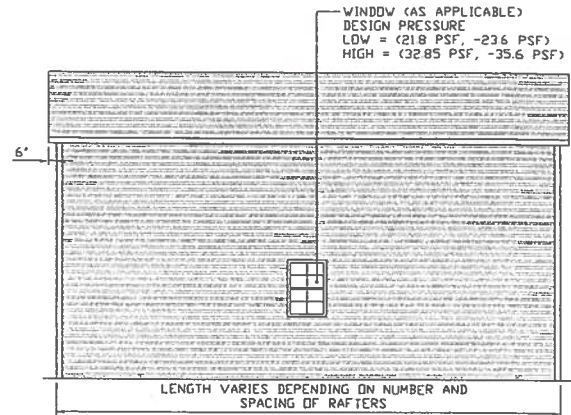 WINDOW (AS APPLICABLE)
DESIGN PRESSURE
LOW = (21.8 PSF, -23.6 PSF)
HIGH = (32.85 PSF, -35.6 PSF)
6"
LENGTH VARIES DEPENDING ON NUMBER AND
SPACING OF RAFTERS